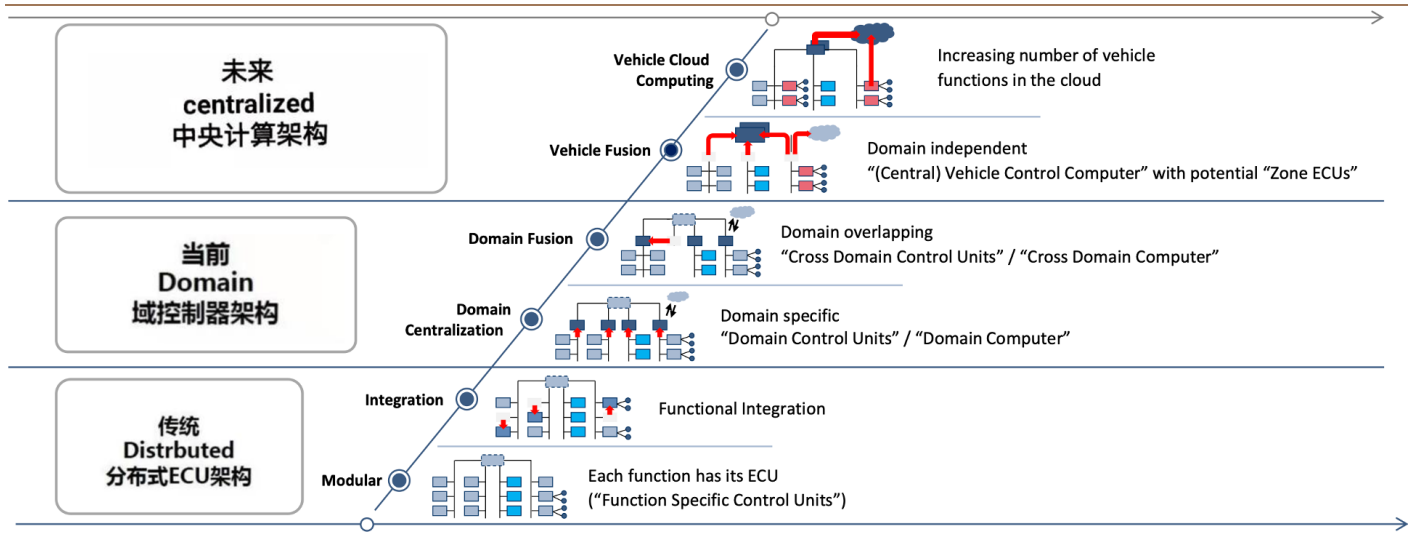 未来
centralized
中央计算架构
Vehicle Cloud
Computing
Increasing number of vehicle
functions in the cloud
Vehicle Fusion
Domain independent
“(Central) Vehicle Control Computer” with potential “Zone ECUs”
当前
Domain
域控制器架构
Domain Fusion
Domain overlapping
“Cross Domain Control Units” / “Cross Domain Computer”
Domain
Centralization
Domain specific
“Domain Control Units” / “Domain Computer”
传统
Distrbuted
分布式ECU架构
Integration
Functional Integration
Modular
Each function has its ECU
(“Function Specific Control Units”)